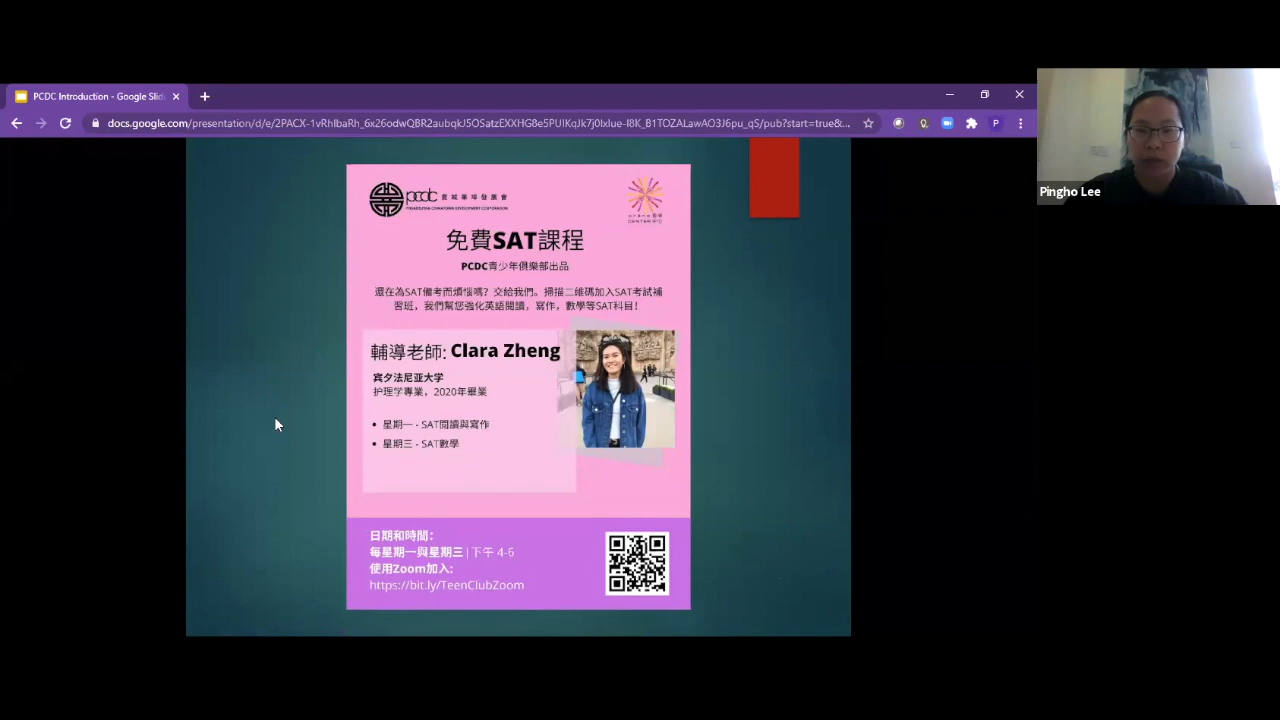 PCDC Introduction - Google Slid
docs.google.com/presentation/d/e/2PACX-1vRhIbaRh_6x26odwQBR2aubqkJ5OSatzEXXHG8e5PUIKqJk7j0lxlue-I8K_B1TOZALawAO3J6pu_qS/pub?start=true&...
P
Pingho Lee
pcdc 費城華埠發展會
PHILADELPHIA CHINATOWN DEVELOPMENT CORPORATION
CENTER
免費SAT課程
PCDC青少年俱樂部出品
還在為SAT備考而煩惱嗎？交給我們。掃描二維碼加入SAT考試補
習班，我們幫您強化英語閱讀，寫作，數學等SAT科目！
輔導老師: Clara Zheng
宾夕法尼亚大学
护理学專業，2020年畢業
• 星期一 - SAT閱讀與寫作
• 星期三 - SAT數學
日期和時間：
每星期一與星期三 | 下午 4-6
使用Zoom加入:
https://bit.ly/TeenClubZoom